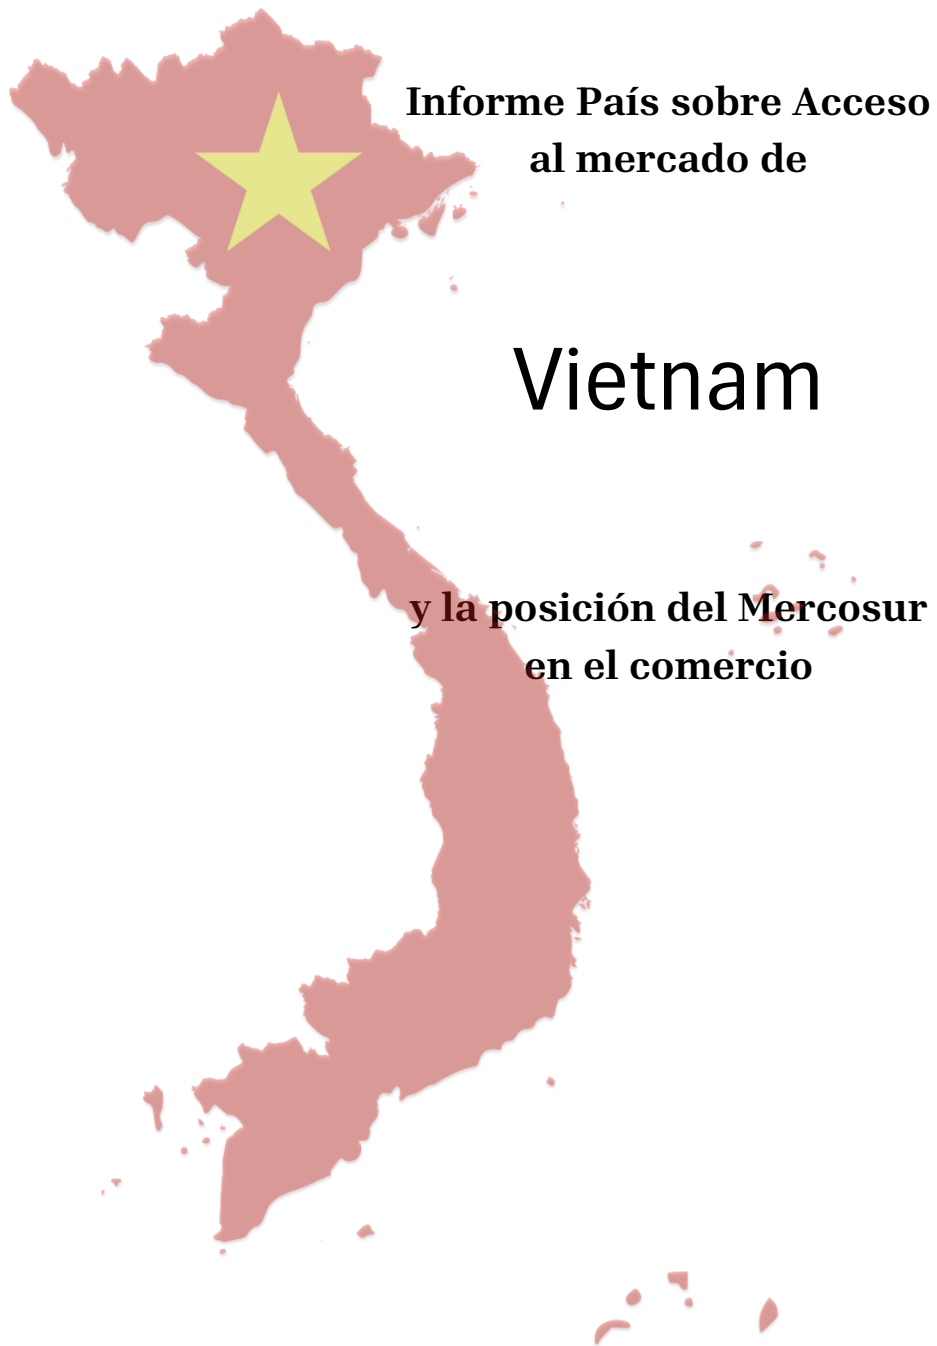 Informe País sobre Acceso
al mercado de
Vietnam
y la posición del Mercosur
en el comercio